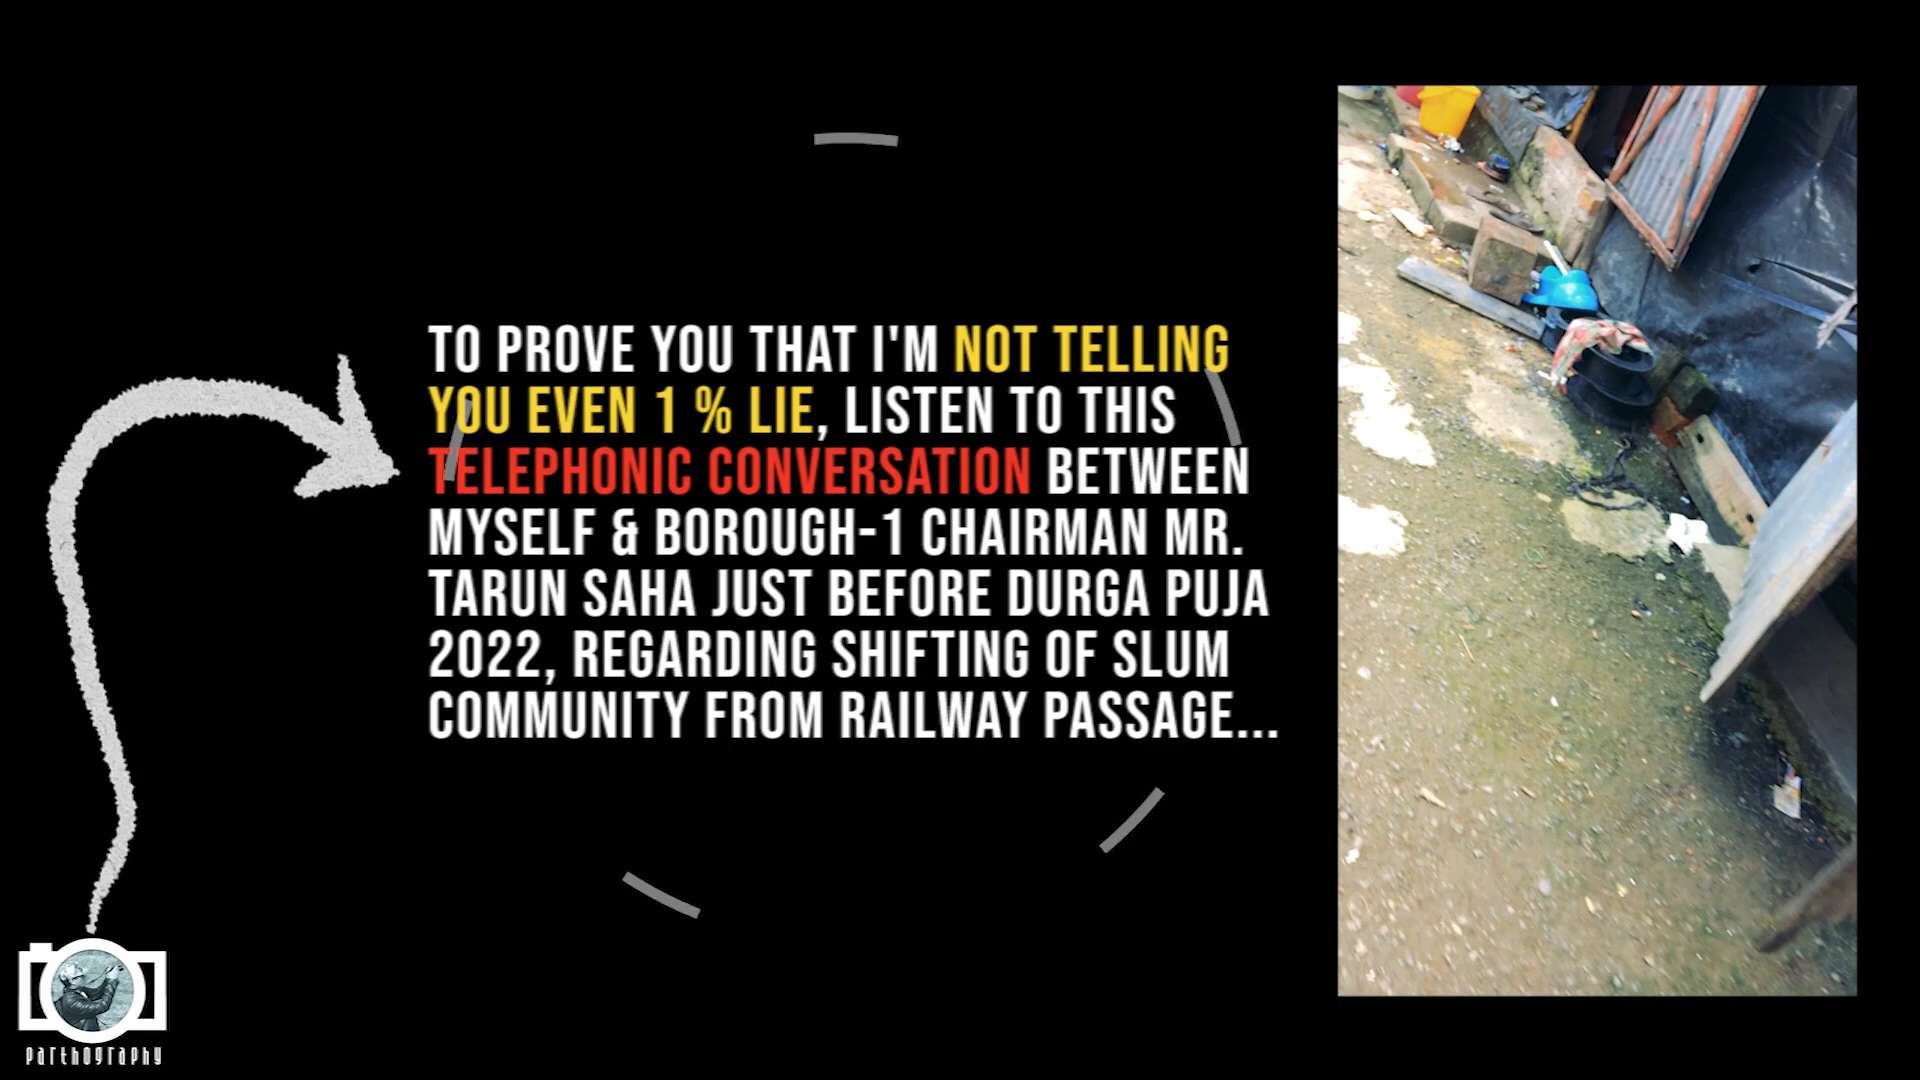 TO PROVE YOU THAT I'M NOT TELLING
YOU EVEN 1 % LIE, LISTEN TO THIS
TELEPHONIC CONVERSATION BETWEEN
MYSELF & BOROUGH-1 CHAIRMAN MR.
TARUN SAHA JUST BEFORE DURGA PUJA
2022, REGARDING SHIFTING OF SLUM
COMMUNITY FROM RAILWAY PASSAGE...
parthography